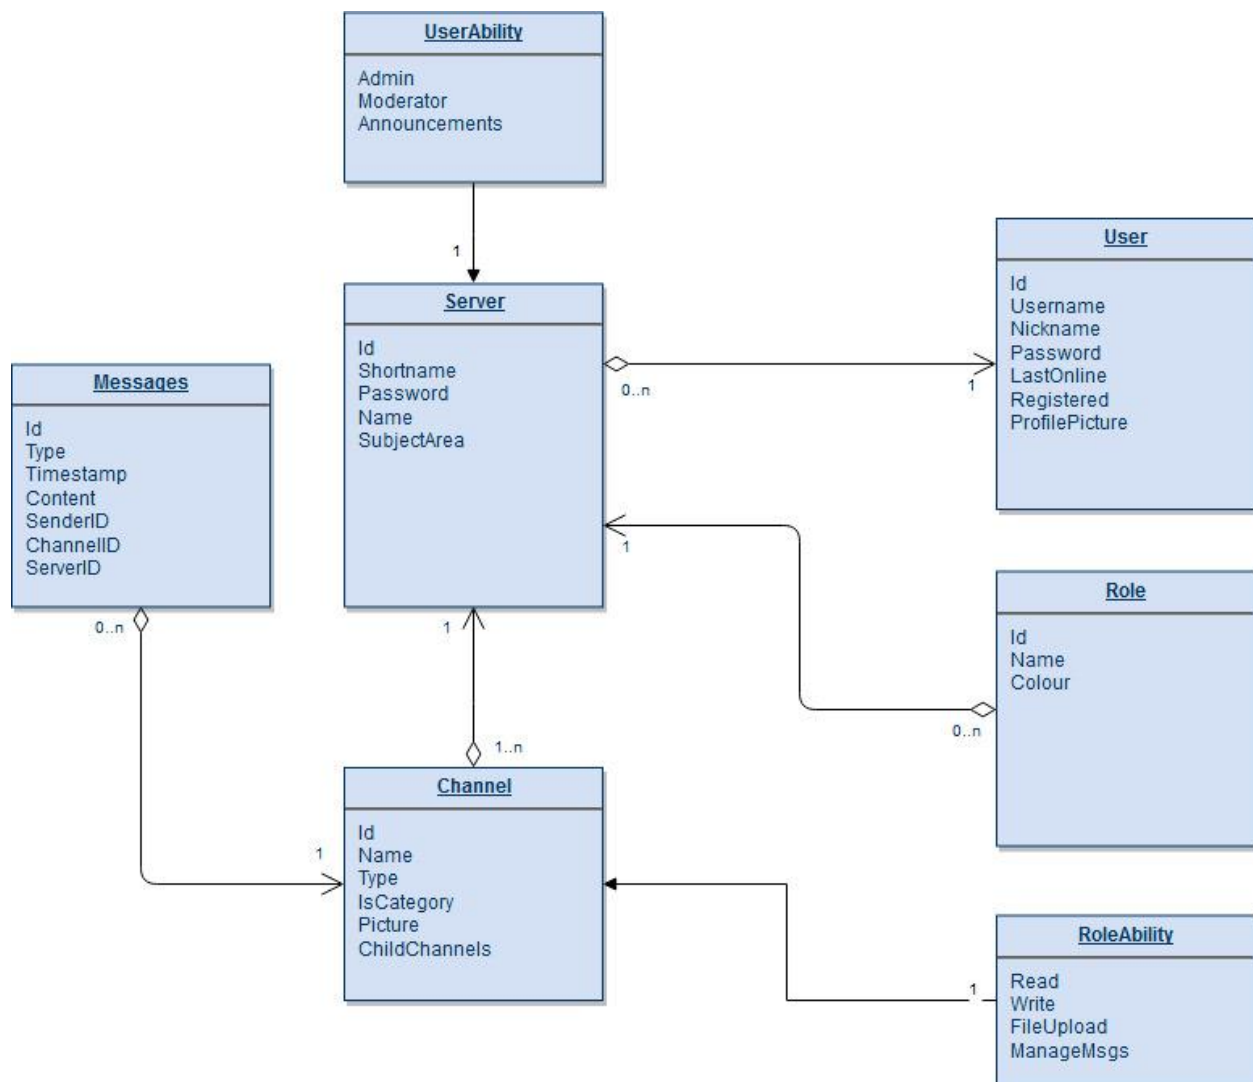 UserAbility
Admin
Moderator
Announcements
1
Server
Id
Shortname
Password
Name
SubjectArea
0..n
1
User
Id
Username
Nickname
Password
LastOnline
Registered
ProfilePicture
Messages
Id
Type
Timestamp
Content
SenderID
ChannelID
ServerID
0..n
1
1
Role
Id
Name
Colour
0..n
1..n
1
Channel
Id
Name
Type
IsCategory
Picture
ChildChannels
1
RoleAbility
Read
Write
FileUpload
ManageMsgs